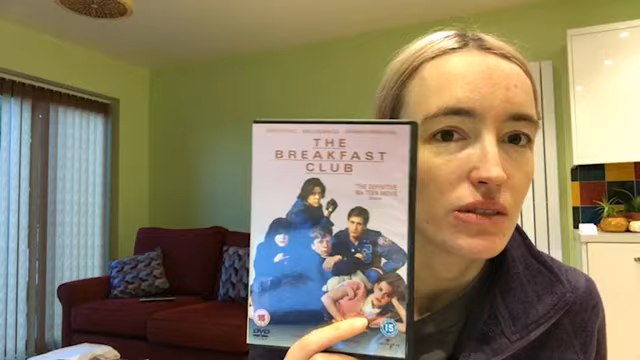 THE
BREAKFAST
CLUB
"THE DEFINITIVE
'80s TEEN MOVIE"
15
DVD
15